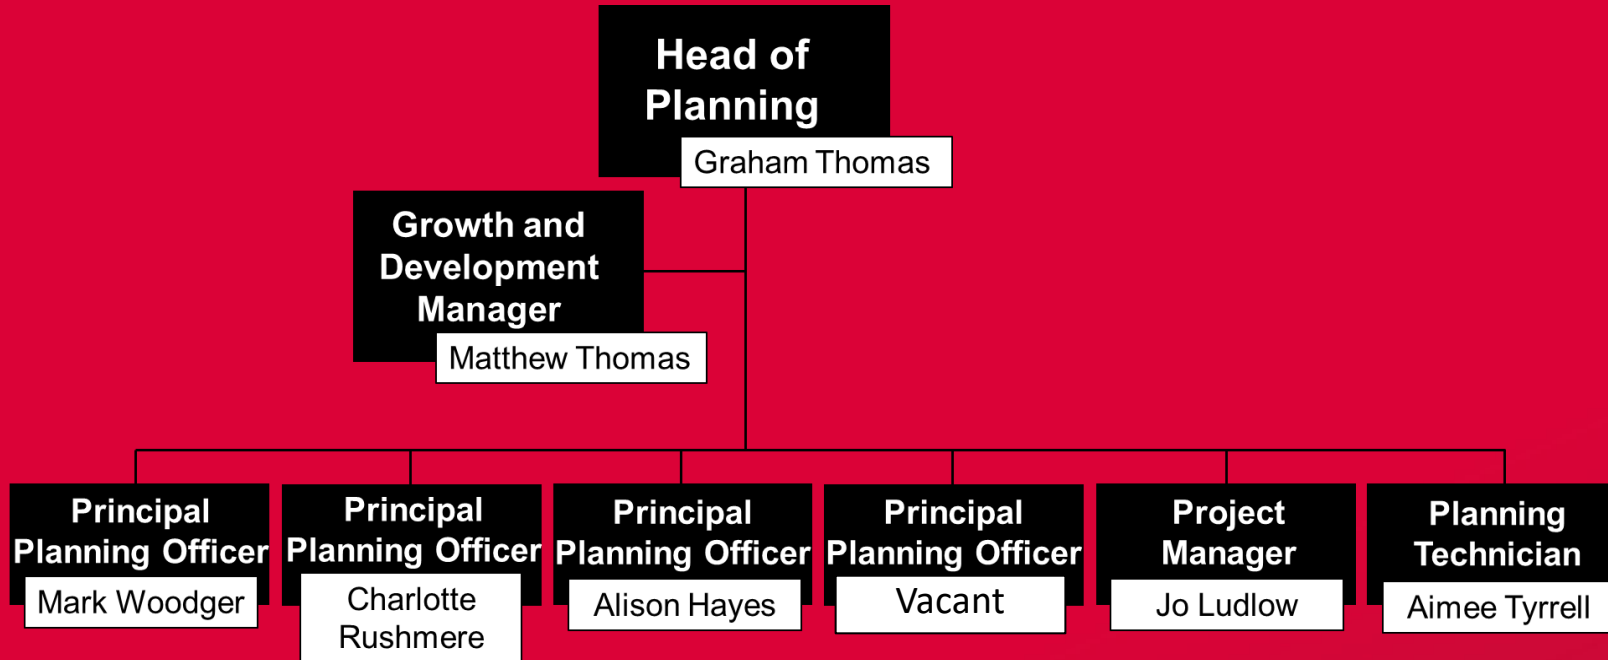 Head of
Planning
Graham Thomas
Growth and
Development
Manager
Matthew Thomas
Principal
Planning Officer
Mark Woodger
Principal
Planning Officer
Charlotte
Rushmere
Principal
Planning Officer
Alison Hayes
Principal
Planning Officer
Vacant
Project
Manager
Jo Ludlow
Planning
Technician
Aimee Tyrrell